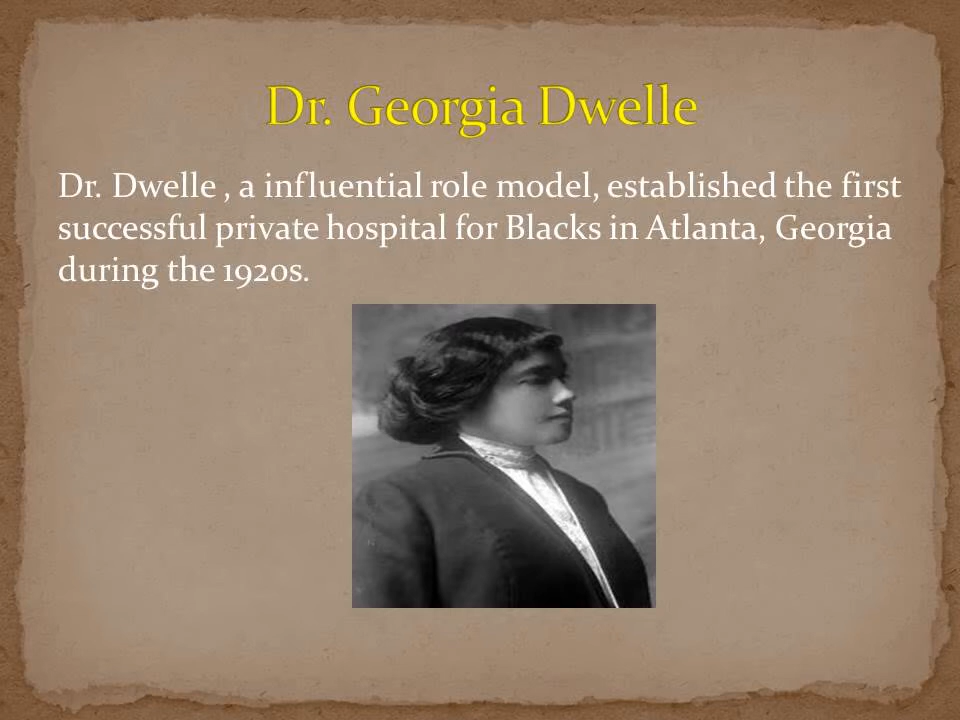 Dr. Georgia Dwelle
Dr. Dwelle , a influential role model, established the first
successful private hospital for Blacks in Atlanta, Georgia
during the 1920s.